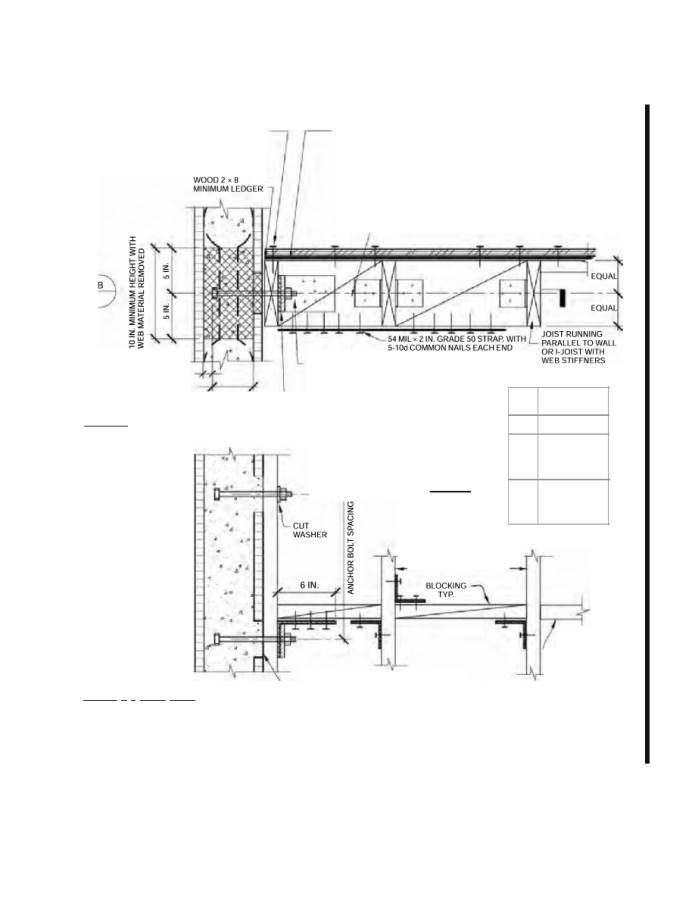 WOOD 2 × 8
MINIMUM LEDGER
10 IN. MINIMUM HEIGHT WITH
WEB MATERIAL REMOVED
5 IN.
5 IN.
B
EQUAL
EQUAL
54 MIL × 2 IN. GRADE 50 STRAP, WITH
5-10d COMMON NAILS EACH END
JOIST RUNNING
PARALLEL TO WALL
OR I-JOIST WITH
WEB STIFFNERS
CUT
WASHER
ANCHOR BOLT SPACING
6 IN.
BLOCKING
TYP.